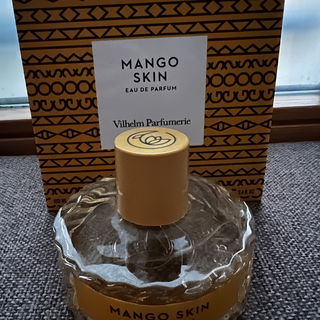 MANGO
SKIN
EAU DE PARFUM
Vilhelm Parfumerie
MANGO SKIN